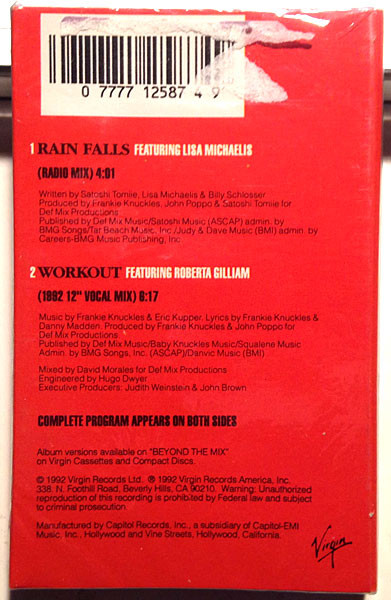 0 7777 12587 4 9
1 RAIN FALLS FEATURING LISA MICHAELIS
(RADIO MIX) 4:01
Written by Satoshi Tomiie, Lisa Michaelis & Billy Schlosser
Produced by Frankie Knuckles, John Poppo & Satoshi Tomiie for
Def Mix Productions
Published by Def Mix Music/Satoshi Music (ASCAP) admin. by
BMG Songs/Tat Beach Music, Inc./Judy & Dave Music (BMI) admin. by
Careers-BMG Music Publishing, Inc.
2 WORKOUT FEATURING ROBERTA GILLIAM
(1992 12" VOCAL MIX) 6:17
Music by Frankie Knuckles & Eric Kupper. Lyrics by Frankie Knuckles &
Danny Madden. Produced by Frankie Knuckles & John Poppo for
Def Mix Productions
Published by Def Mix Music/Baby Knuckles Music/Squalene Music
Admin. by BMG Songs, Inc. (ASCAP)/Danvic Music (BMI)
Mixed by David Morales for Def Mix Productions
Engineered by Hugo Dwyer
Executive Producers: Judith Weinstein & John Brown
COMPLETE PROGRAM APPEARS ON BOTH SIDES
Album versions available on "BEYOND THE MIX"
on Virgin Cassettes and Compact Discs.
© 1992 Virgin Records Ltd. ℗ 1992 Virgin Records America, Inc.
338 N. Foothill Road, Beverly Hills, CA 90210. Warning: Unauthorized
reproduction of this recording is prohibited by Federal law and subject
to criminal prosecution.
Manufactured by Capitol Records, Inc., a subsidiary of Capitol-EMI
Music, Inc., Hollywood and Vine Streets, Hollywood, California.
Virgin